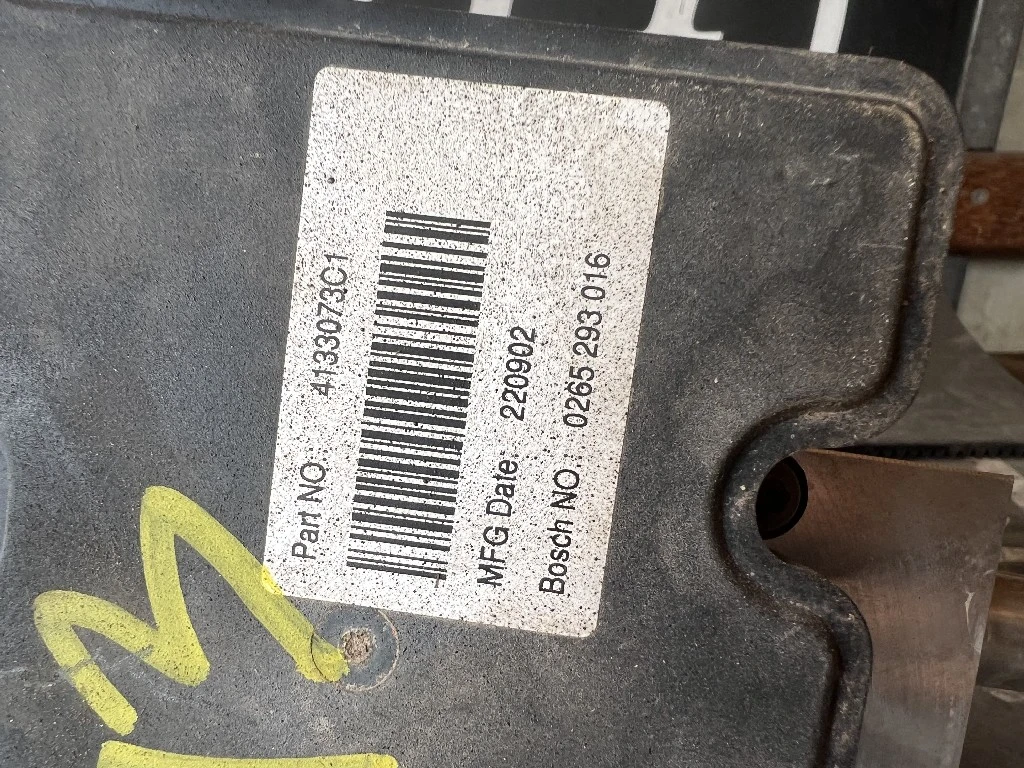 Part NO.: 4133073C1
MFG Date: 220902
Bosch NO.: 0265 293 016